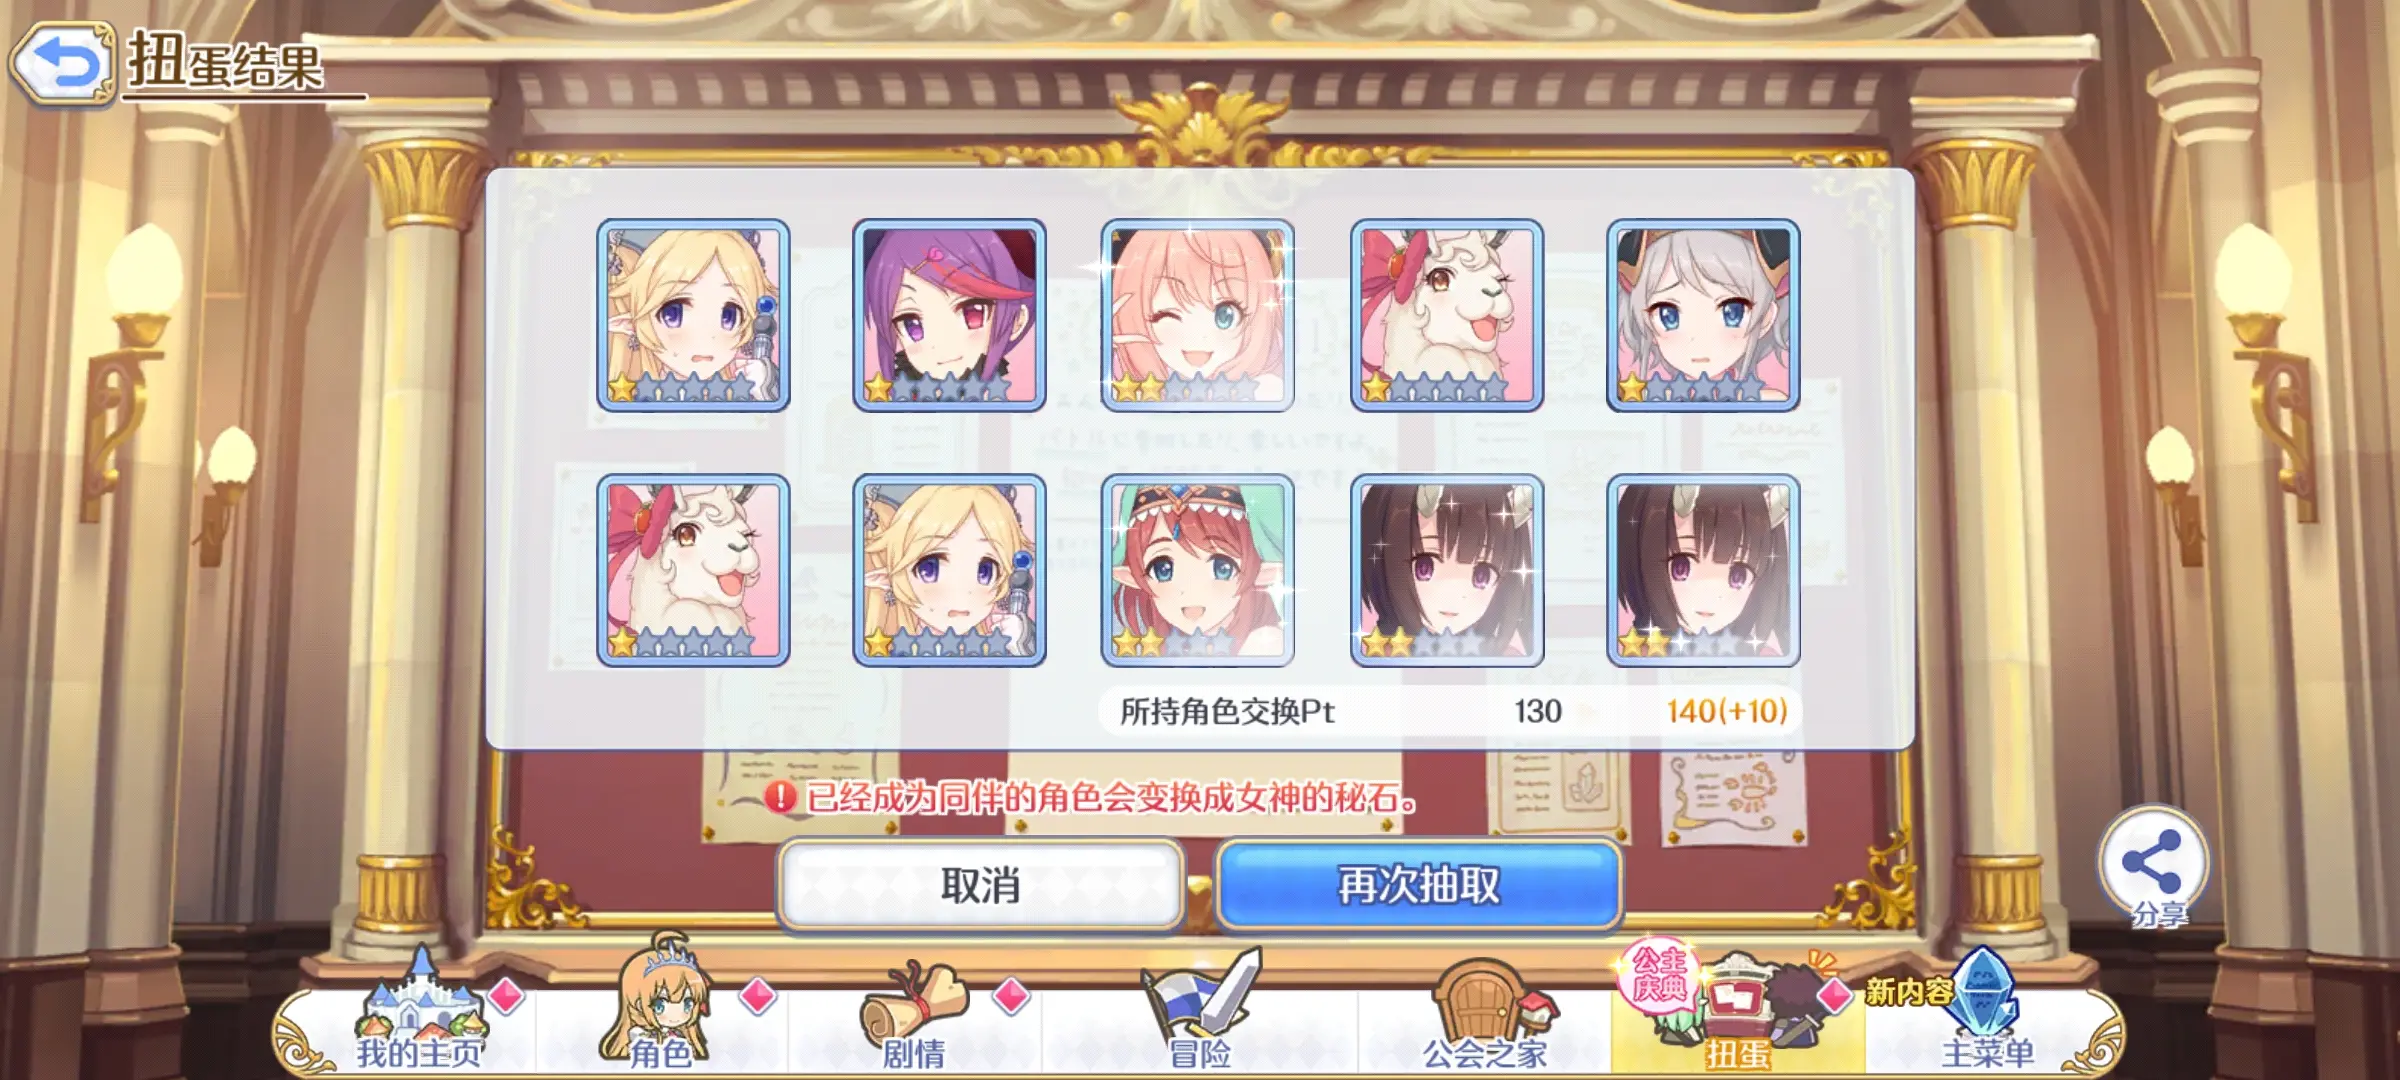 扭蛋结果
所持角色交换Pt 130 140(+10)
已经成为同伴的角色会变换成女神的秘石。
取消
再次抽取
分享
公主
庆典
新内容
我的主页
角色
剧情
冒险
公会之家
扭蛋
主菜单